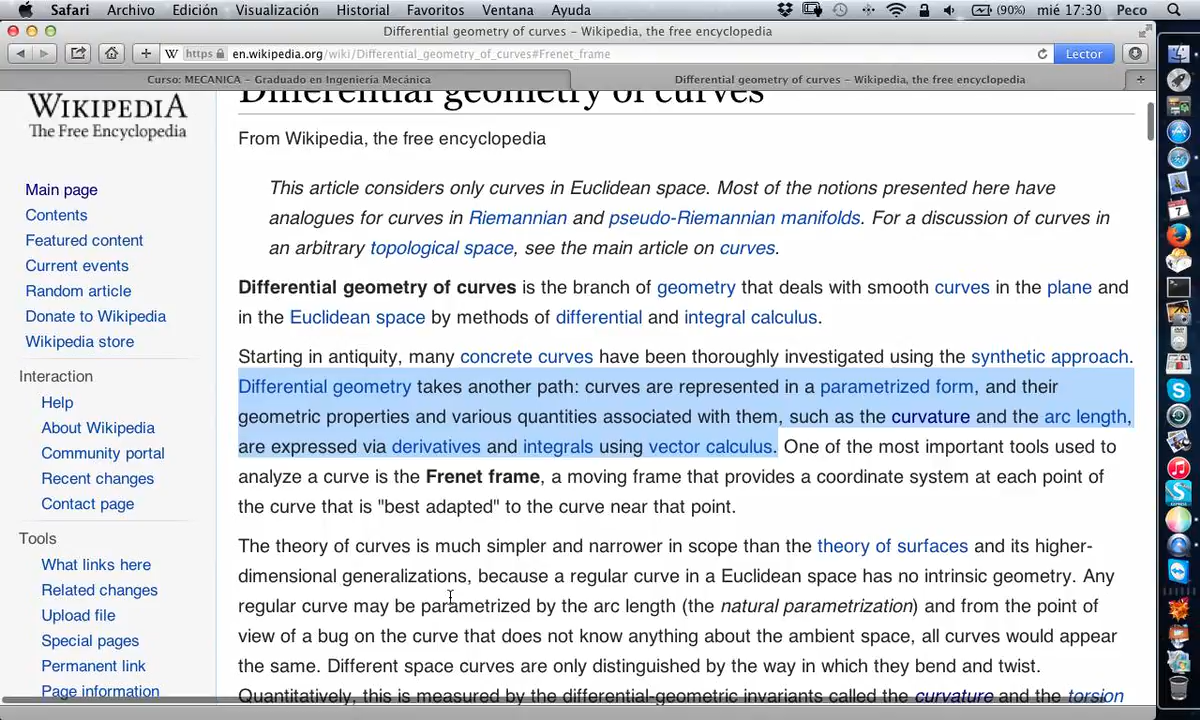 Safari Archivo Edición Visualización Historial Favoritos Ventana Ayuda (90%) mié 17:30 Peco
Differential geometry of curves – Wikipedia, the free encyclopedia
W https en.wikipedia.org/wiki/Differential_geometry_of_curves#Frenet_frame Lector
Curso: MECANICA – Graduado en Ingeniería Mecánica
Differential geometry of curves – Wikipedia, the free encyclopedia
Differential geometry of curves
WIKIPEDIA
The Free Encyclopedia
Main page
Contents
Featured content
Current events
Random article
Donate to Wikipedia
Wikipedia store
Interaction
Help
About Wikipedia
Community portal
Recent changes
Contact page
Tools
What links here
Related changes
Upload file
Special pages
Permanent link
Page information
From Wikipedia, the free encyclopedia
This article considers only curves in Euclidean space. Most of the notions presented here have
analogues for curves in Riemannian and pseudo-Riemannian manifolds. For a discussion of curves in
an arbitrary topological space, see the main article on curves.
Differential geometry of curves is the branch of geometry that deals with smooth curves in the plane and
in the Euclidean space by methods of differential and integral calculus.
Starting in antiquity, many concrete curves have been thoroughly investigated using the synthetic approach.
Differential geometry takes another path: curves are represented in a parametrized form, and their
geometric properties and various quantities associated with them, such as the curvature and the arc length,
are expressed via derivatives and integrals using vector calculus. One of the most important tools used to
analyze a curve is the Frenet frame, a moving frame that provides a coordinate system at each point of
the curve that is "best adapted" to the curve near that point.
The theory of curves is much simpler and narrower in scope than the theory of surfaces and its higher-
dimensional generalizations, because a regular curve in a Euclidean space has no intrinsic geometry. Any
regular curve may be parametrized by the arc length (the natural parametrization) and from the point of
view of a bug on the curve that does not know anything about the ambient space, all curves would appear
the same. Different space curves are only distinguished by the way in which they bend and twist.
Quantitatively, this is measured by the differential-geometric invariants called the curvature and the torsion
7